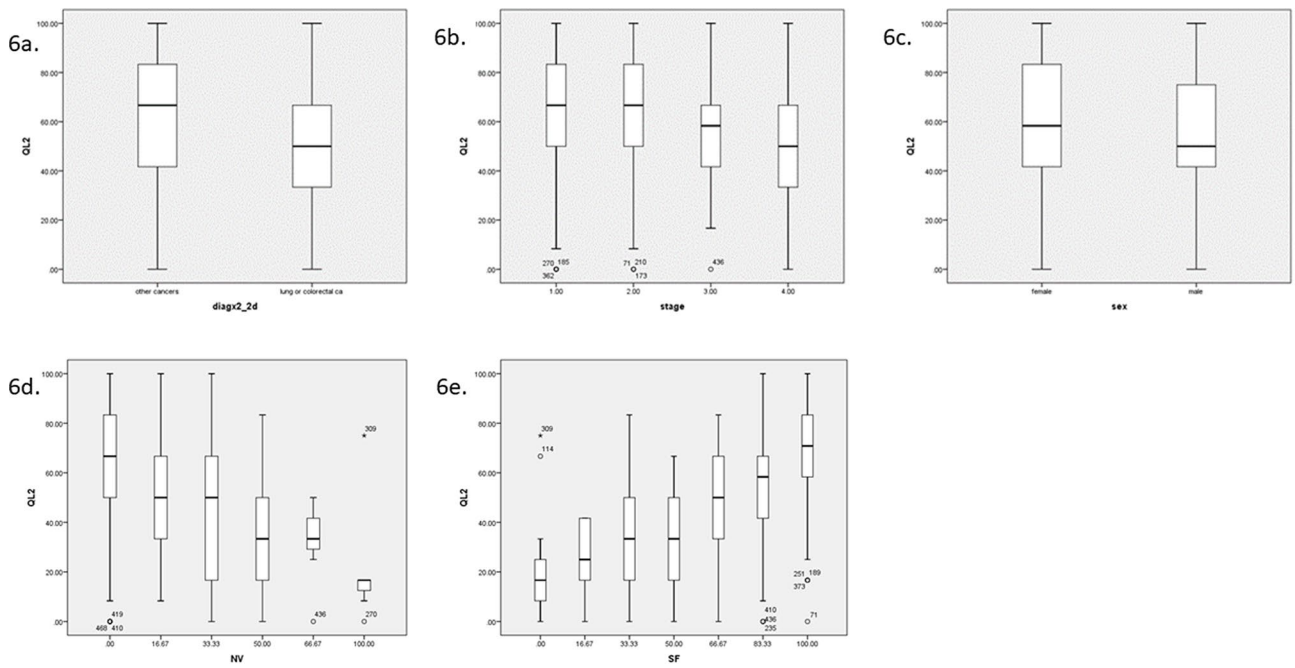 6a.
100.00
80.00
60.00
40.00
20.00
.00
QL2
other cancers lung or colorectal ca
diagx2_2d
6b.
100.00
80.00
60.00
40.00
20.00
.00
QL2
270 185
362
71 210
173
436
1.00 2.00 3.00 4.00
stage
6c.
100.00
80.00
60.00
40.00
20.00
.00
QL2
female male
sex
6d.
100.00
80.00
60.00
40.00
20.00
.00
QL2
309
419
468 410
436
270
.00 16.67 33.33 50.00 66.67 100.00
NV
6e.
100.00
80.00
60.00
40.00
20.00
.00
QL2
309
114
251 189
373
410
436
235
71
.00 16.67 33.33 50.00 66.67 83.33 100.00
SF